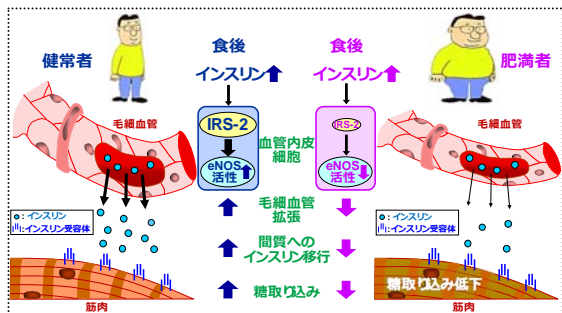 健常者
食後
インスリン
IRS-2
eNOS
活性
食後
インスリン
IRS-2
eNOS
活性
肥満者
毛細血管
毛細血管
血管内皮
細胞
毛細血管
拡張
間質への
インスリン移行
糖取り込み
:インスリン
:インスリン受容体
筋肉
:インスリン
:インスリン受容体
糖取り込み低下
筋肉